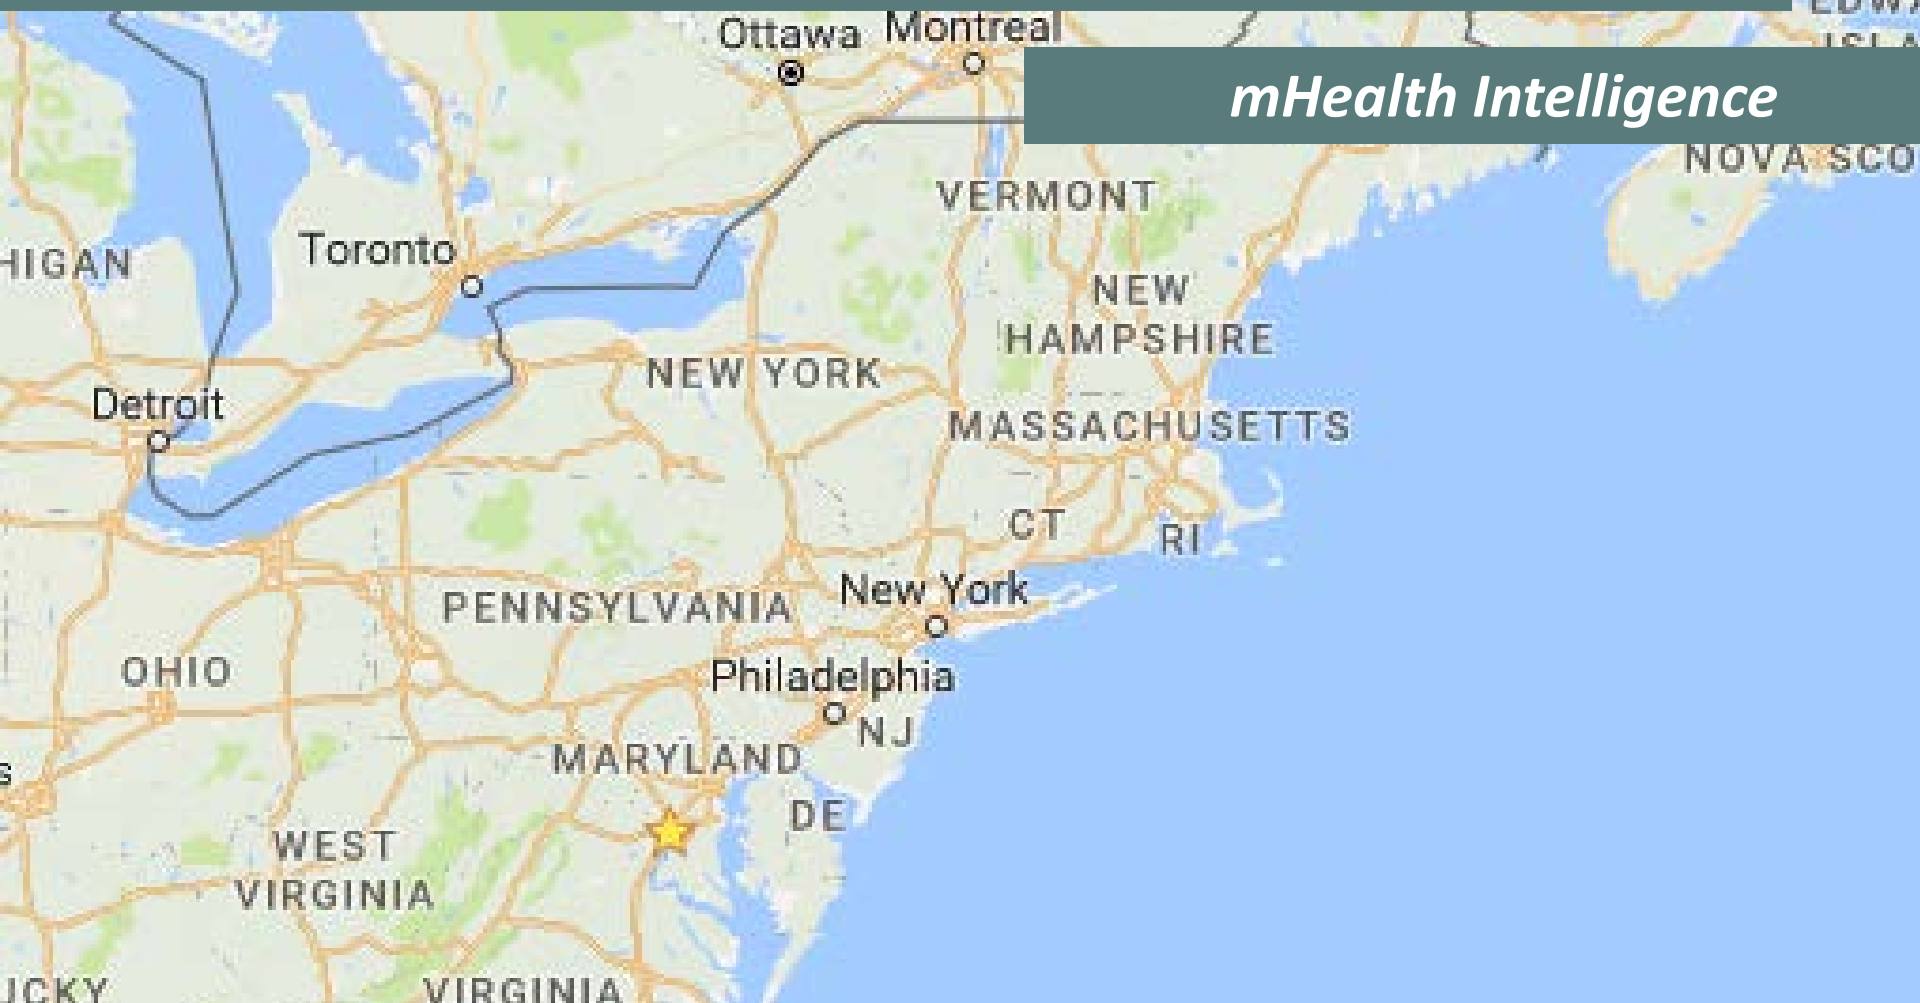 Ottawa
Montreal
mHealth Intelligence
NOVA SCO
VERMONT
Toronto
HIGAN
NEW
HAMPSHIRE
NEW YORK
Detroit
MASSACHUSETTS
CT
RI
New York
PENNSYLVANIA
OHIO
Philadelphia
NJ
MARYLAND
s
DE
WEST
VIRGINIA
UCKY
VIRGINIA